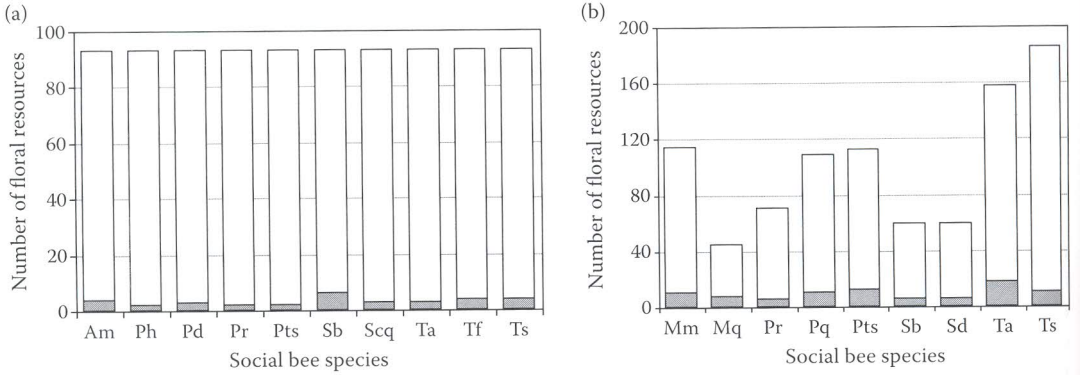 (a)
Number of floral resources
100
80
60
40
20
0
Am Ph Pd Pr Pts Sb Scq Ta Tf Ts
Social bee species
(b)
Number of floral resources
200
160
120
80
40
0
Mm Mq Pr Pq Pts Sb Sd Ta Ts
Social bee species